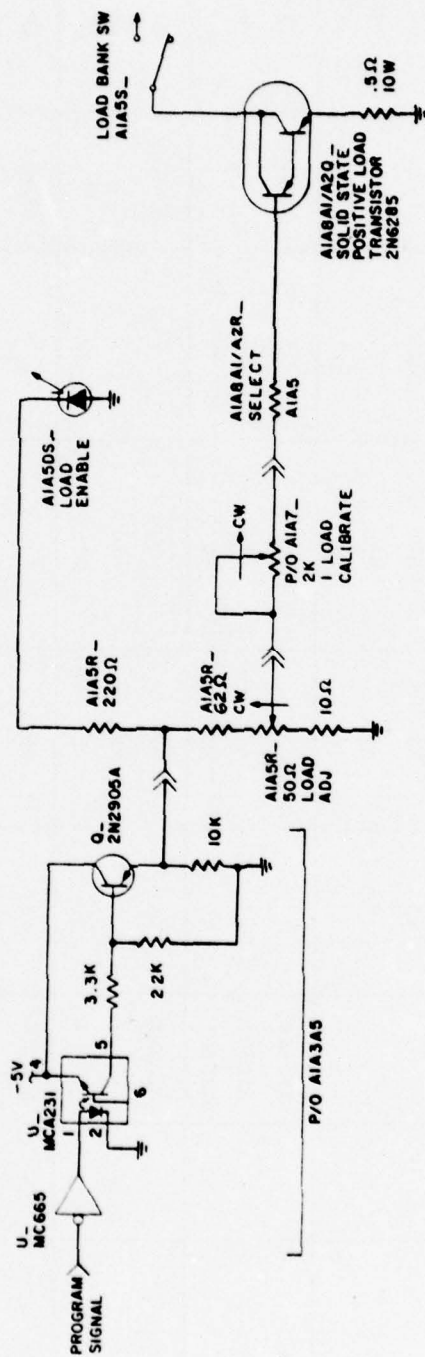 PROGRAM
SIGNAL
U_
MC665
U_
MCA231
-5V
1
2
4
5
6
3.3K
22K
Q_
2N2905A
10K
P/O A1A3A5
A1A5R_
220Ω
A1A5DS_
LOAD
ENABLE
A1A5R_
62Ω
CW
A1A5R_
50Ω
LOAD
ADJ
10Ω
CW
P/O A1A7_
2K
1 LOAD
CALIBRATE
A1A8A1/A2R_
SELECT
A1A5
LOAD BANK SW
A1A5S_
A1A8A1/A2Q_
SOLID STATE
POSITIVE LOAD
TRANSISTOR
2N6285
.5Ω
10W